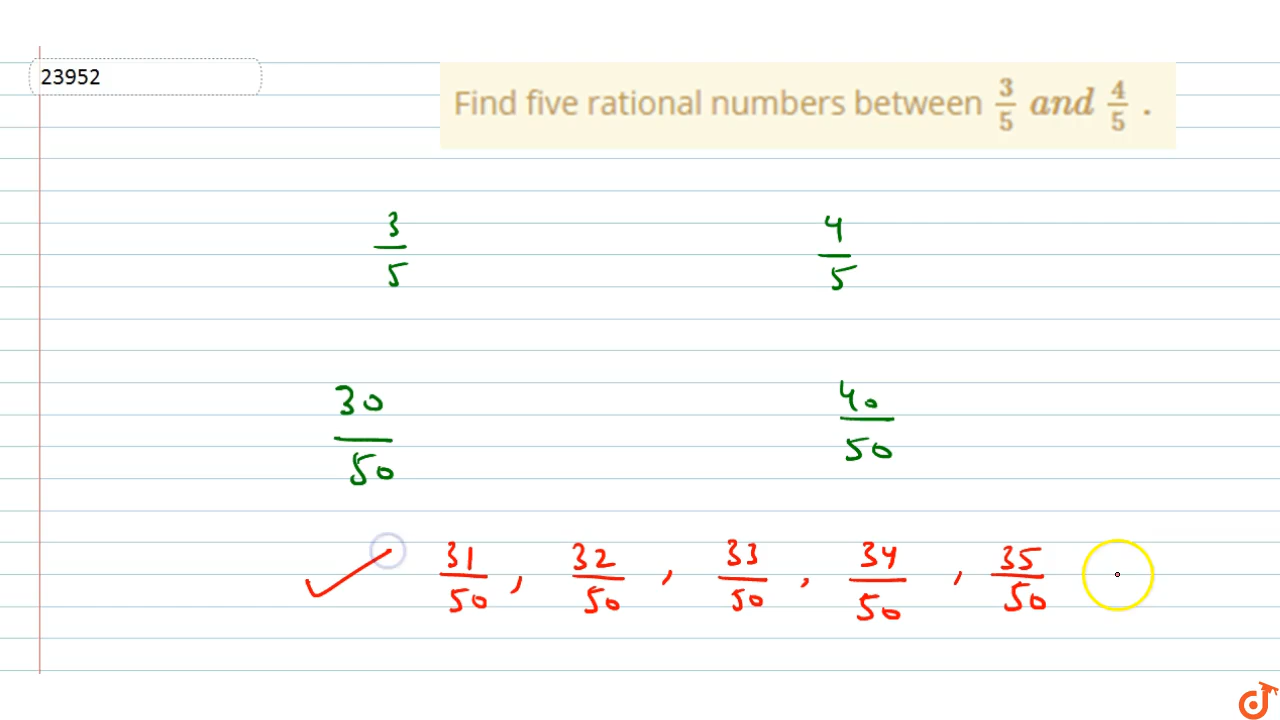 23952
Find five rational numbers between 3/5 and 4/5 .
3/5 4/5
30/50 40/50
31/50 , 32/50 , 33/50 , 34/50 , 35/50